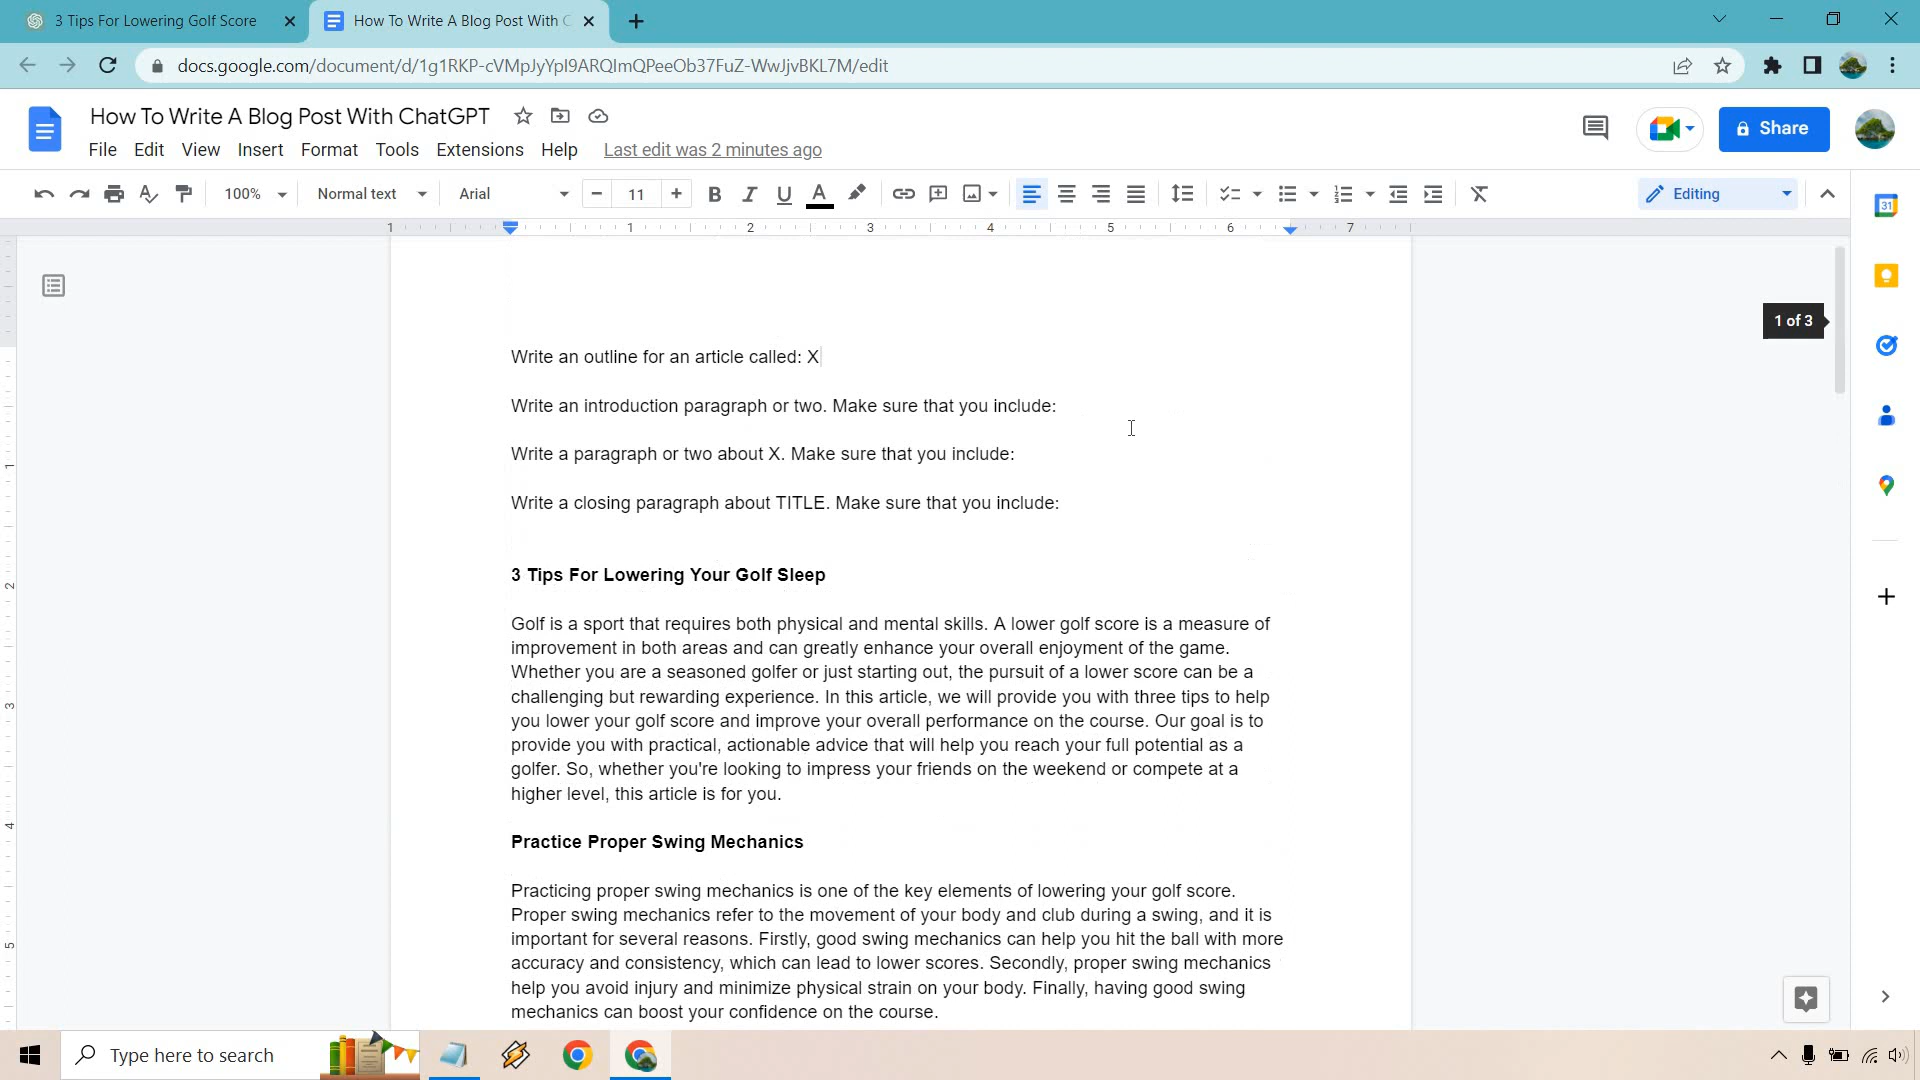 3 Tips For Lowering Golf Score
How To Write A Blog Post With C
docs.google.com/document/d/1g1RKP-cVMpJyYpI9ARQImQPeeOb37FuZ-WwJjvBKL7M/edit
How To Write A Blog Post With ChatGPT
File Edit View Insert Format Tools Extensions Help Last edit was 2 minutes ago
Share
100% Normal text Arial 11 Editing
1 1 2 3 4 5 6 7
1 of 3
Write an outline for an article called: X
Write an introduction paragraph or two. Make sure that you include:
Write a paragraph or two about X. Make sure that you include:
Write a closing paragraph about TITLE. Make sure that you include:
3 Tips For Lowering Your Golf Sleep
Golf is a sport that requires both physical and mental skills. A lower golf score is a measure of
improvement in both areas and can greatly enhance your overall enjoyment of the game.
Whether you are a seasoned golfer or just starting out, the pursuit of a lower score can be a
challenging but rewarding experience. In this article, we will provide you with three tips to help
you lower your golf score and improve your overall performance on the course. Our goal is to
provide you with practical, actionable advice that will help you reach your full potential as a
golfer. So, whether you're looking to impress your friends on the weekend or compete at a
higher level, this article is for you.
Practice Proper Swing Mechanics
Practicing proper swing mechanics is one of the key elements of lowering your golf score.
Proper swing mechanics refer to the movement of your body and club during a swing, and it is
important for several reasons. Firstly, good swing mechanics can help you hit the ball with more
accuracy and consistency, which can lead to lower scores. Secondly, proper swing mechanics
help you avoid injury and minimize physical strain on your body. Finally, having good swing
mechanics can boost your confidence on the course.
1
2
3
4
5
31
Type here to search